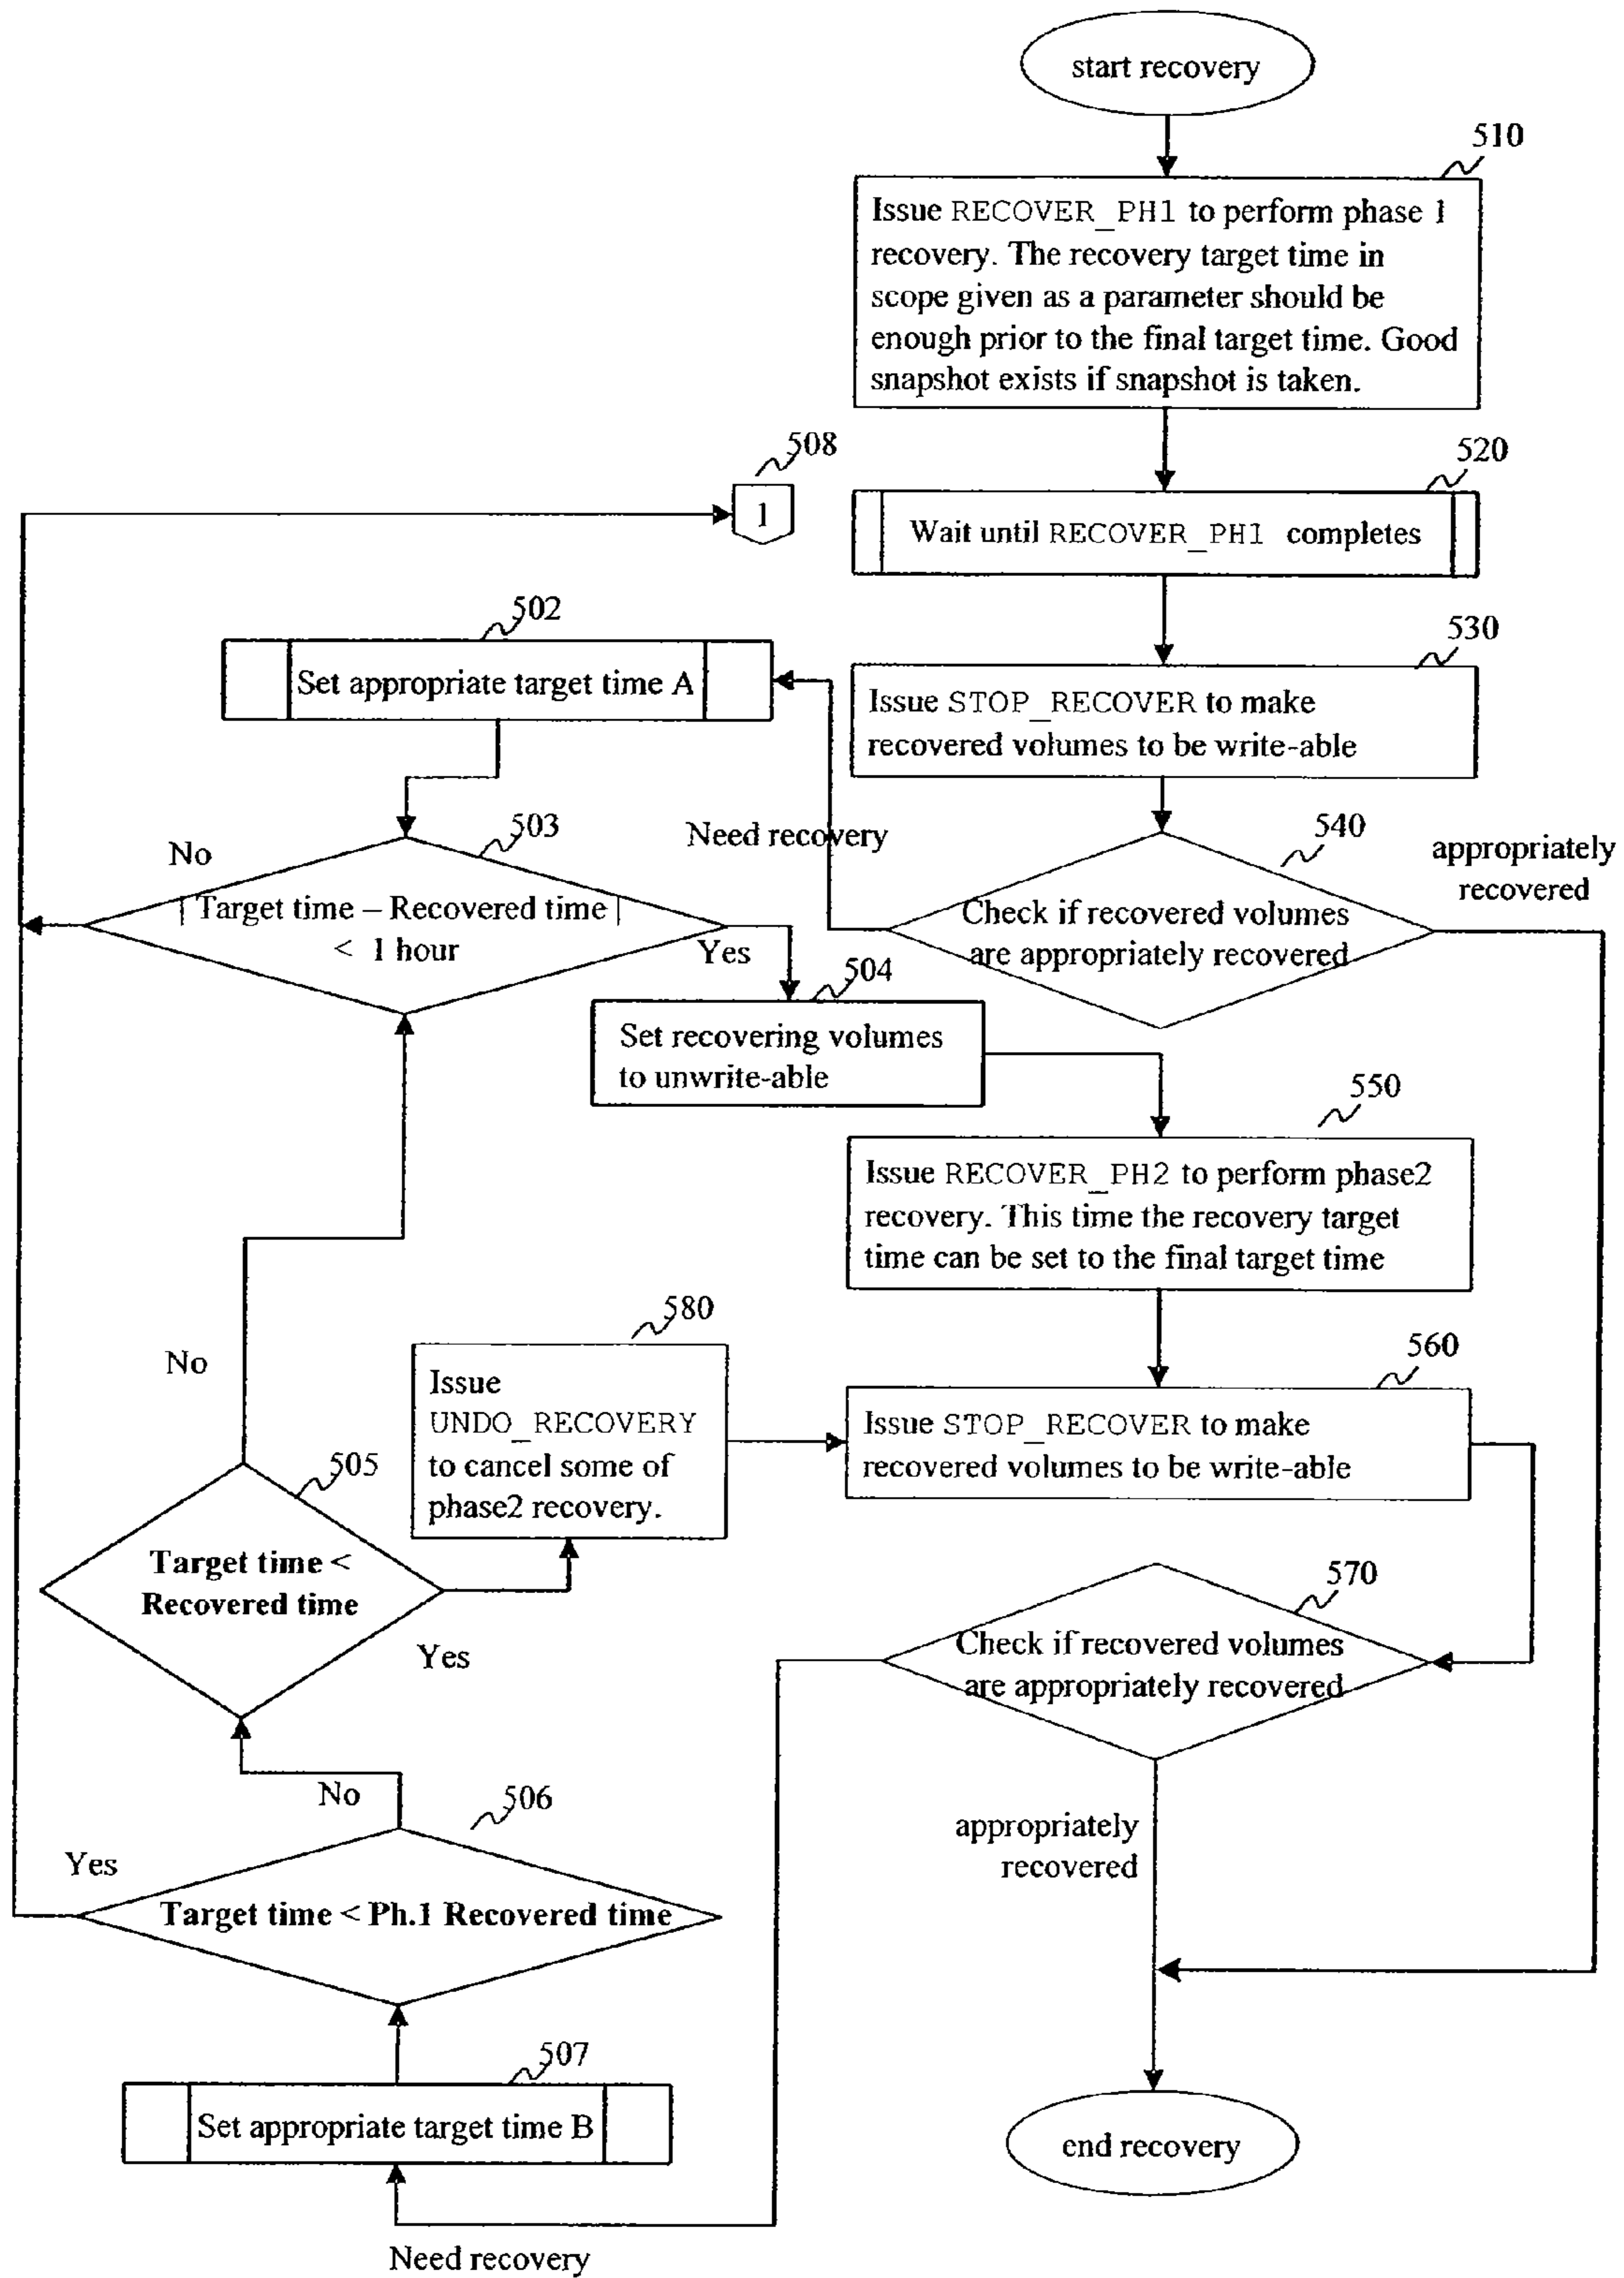 start recovery
510
Issue RECOVER_PH1 to perform phase 1
recovery. The recovery target time in
scope given as a parameter should be
enough prior to the final target time. Good
snapshot exists if snapshot is taken.
508
1
520
Wait until RECOVER_PH1 completes
502
Set appropriate target time A
530
Issue STOP_RECOVER to make
recovered volumes to be write-able
503
No
| Target time – Recovered time |
< 1 hour
Yes
Need recovery
540
appropriately
recovered
Check if recovered volumes
are appropriately recovered
504
Set recovering volumes
to unwrite-able
550
Issue RECOVER_PH2 to perform phase2
recovery. This time the recovery target
time can be set to the final target time
580
Issue
UNDO_RECOVERY
to cancel some of
phase2 recovery.
560
Issue STOP_RECOVER to make
recovered volumes to be write-able
No
505
Target time <
Recovered time
Yes
570
Check if recovered volumes
are appropriately recovered
No
506
Yes
Target time < Ph.1 Recovered time
appropriately
recovered
507
Set appropriate target time B
end recovery
Need recovery